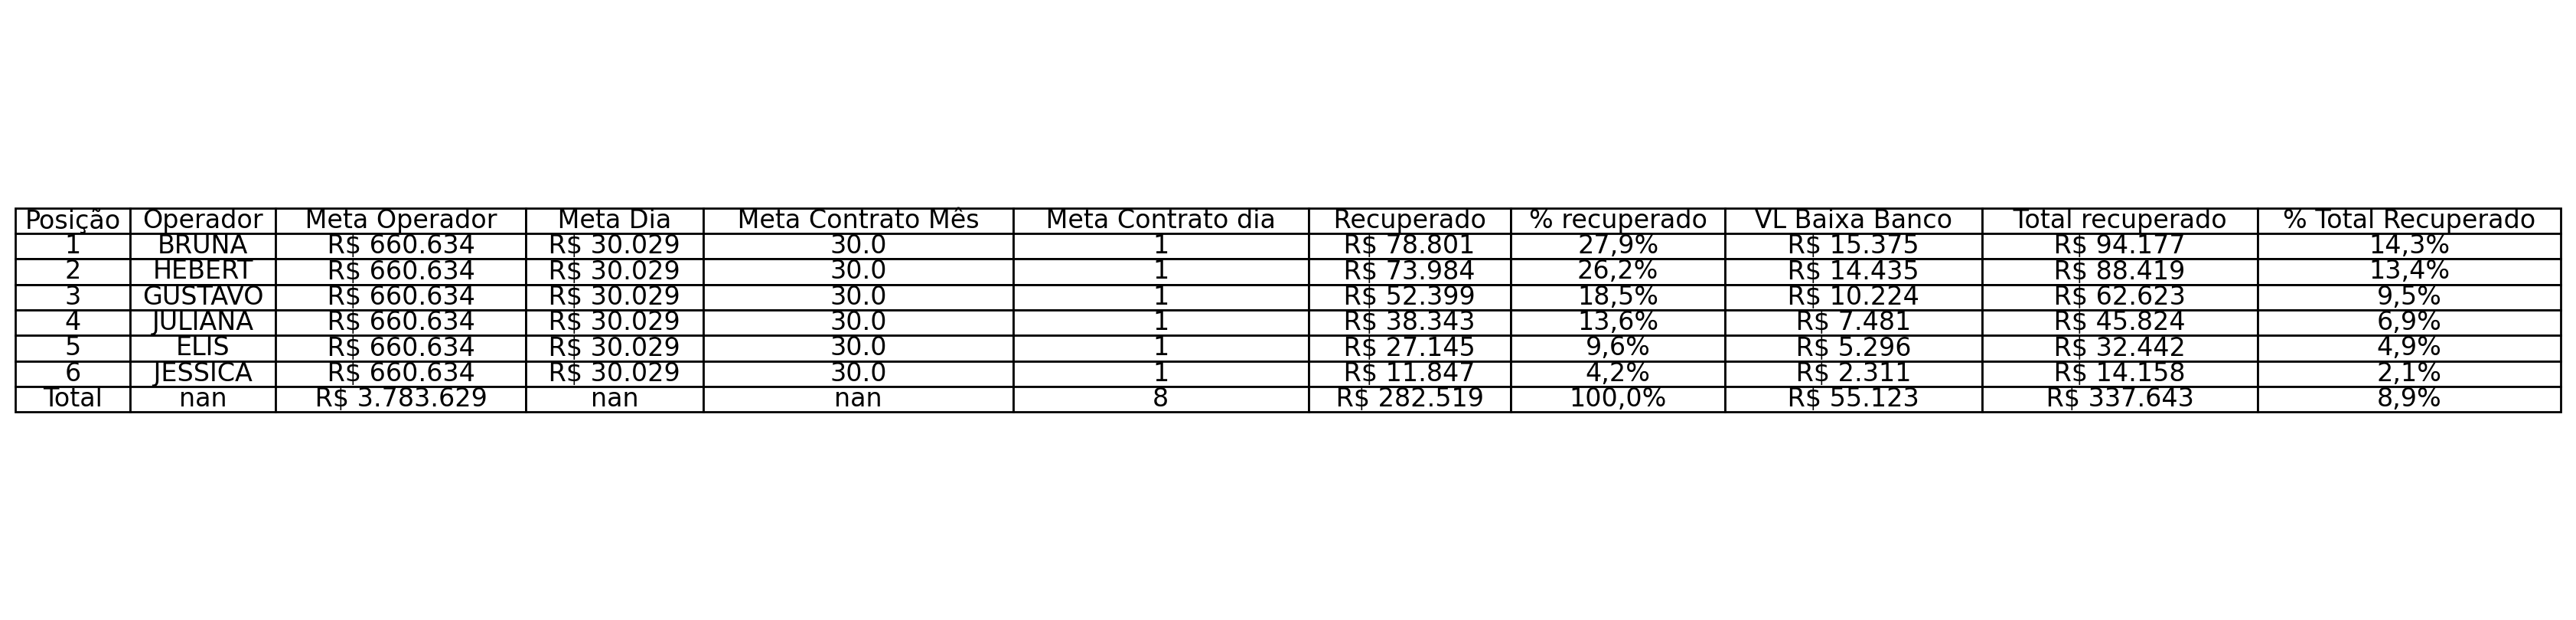 Posição Operador Meta Operador Meta Dia Meta Contrato Mês Meta Contrato dia Recuperado % recuperado VL Baixa Banco Total recuperado % Total Recuperado
1 BRUNA R$ 660.634 R$ 30.029 30.0 1 R$ 78.801 27,9% R$ 15.375 R$ 94.177 14,3%
2 HEBERT R$ 660.634 R$ 30.029 30.0 1 R$ 73.984 26,2% R$ 14.435 R$ 88.419 13,4%
3 GUSTAVO R$ 660.634 R$ 30.029 30.0 1 R$ 52.399 18,5% R$ 10.224 R$ 62.623 9,5%
4 JULIANA R$ 660.634 R$ 30.029 30.0 1 R$ 38.343 13,6% R$ 7.481 R$ 45.824 6,9%
5 ELIS R$ 660.634 R$ 30.029 30.0 1 R$ 27.145 9,6% R$ 5.296 R$ 32.442 4,9%
6 JESSICA R$ 660.634 R$ 30.029 30.0 1 R$ 11.847 4,2% R$ 2.311 R$ 14.158 2,1%
Total nan R$ 3.783.629 nan nan 8 R$ 282.519 100,0% R$ 55.123 R$ 337.643 8,9%